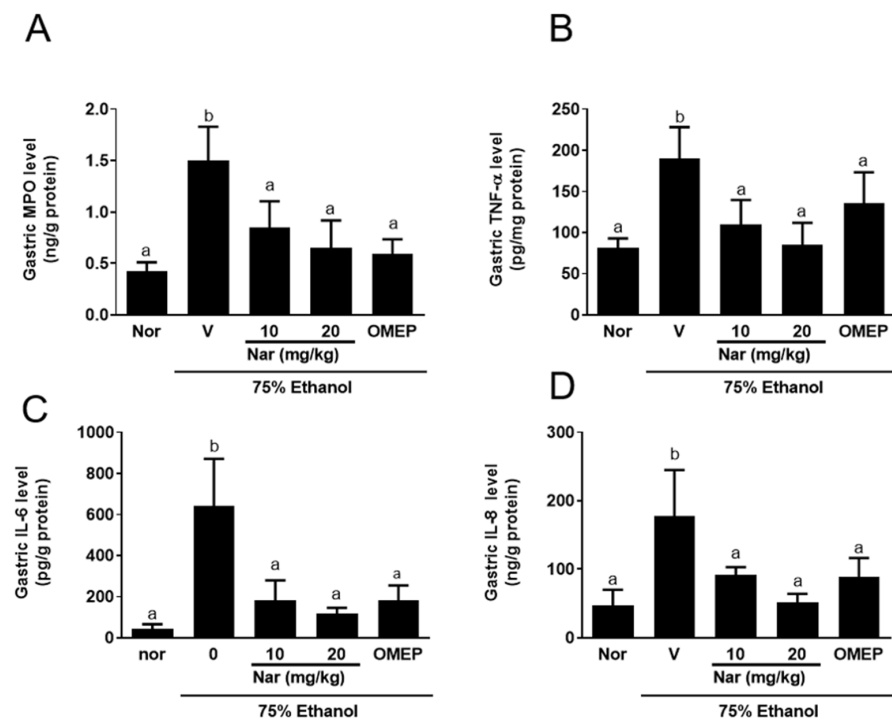 A
Gastric MPO level
(ng/g protein)
2.0
1.5
1.0
0.5
0.0
a
b
a
a
a
Nor V 10 20 OMEP
Nar (mg/kg)
75% Ethanol
B
Gastric TNF-α level
(pg/mg protein)
250
200
150
100
50
0
a
b
a
a
a
Nor V 10 20 OMEP
Nar (mg/kg)
75% Ethanol
C
Gastric IL-6 level
(pg/g protein)
1000
800
600
400
200
0
a
b
a
a
a
nor 0 10 20 OMEP
Nar (mg/kg)
75% Ethanol
D
Gastric IL-8 level
(ng/g protein)
300
200
100
0
a
b
a
a
a
Nor V 10 20 OMEP
Nar (mg/kg)
75% Ethanol